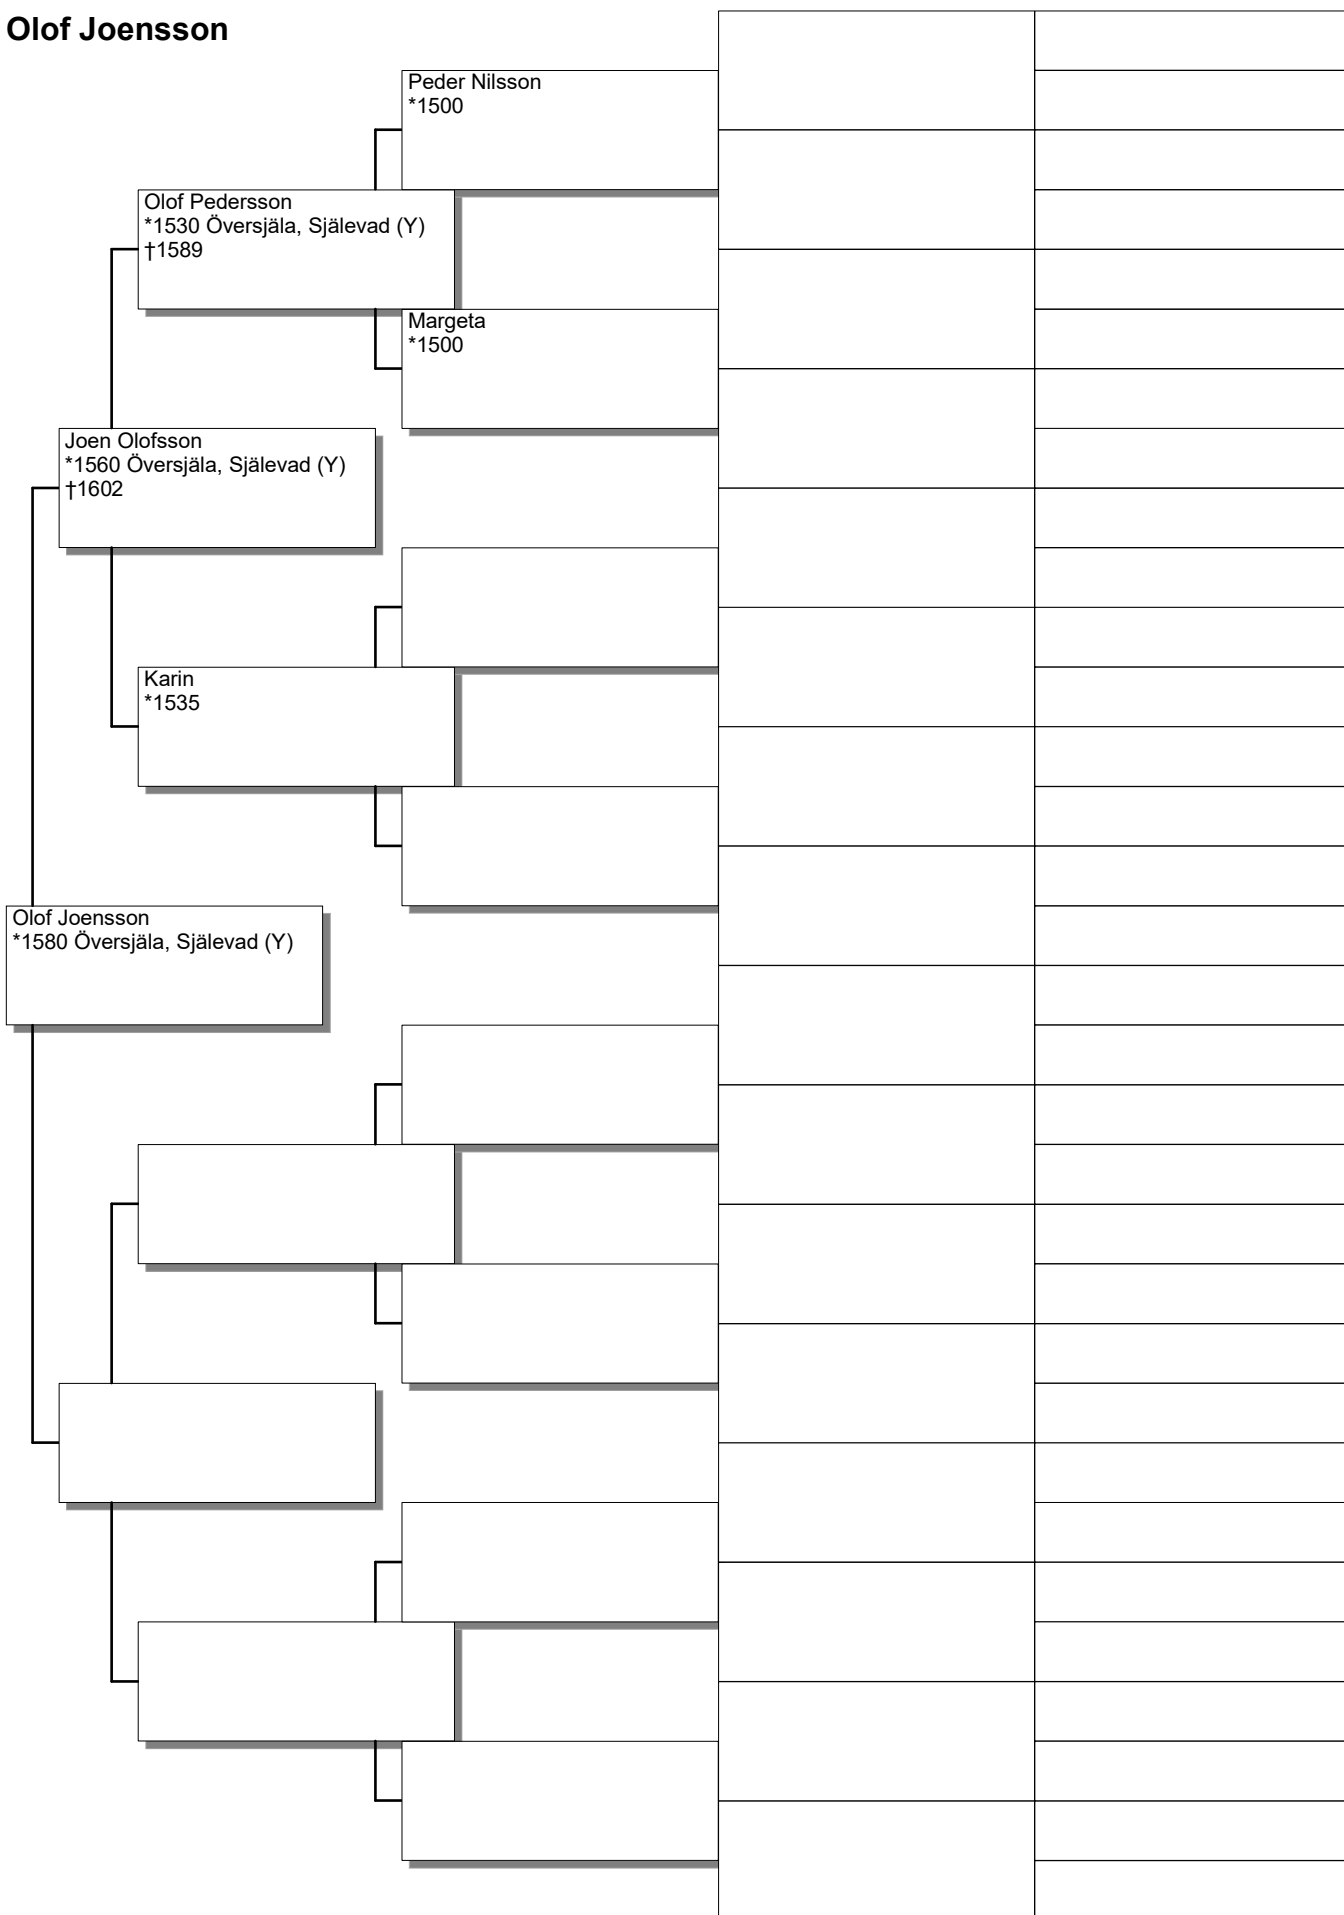 Olof Joensson
Peder Nilsson
*1500
Olof Pedersson
*1530 Översjäla, Själevad (Y)
†1589
Margeta
*1500
Joen Olofsson
*1560 Översjäla, Själevad (Y)
†1602
Karin
*1535
Olof Joensson
*1580 Översjäla, Själevad (Y)